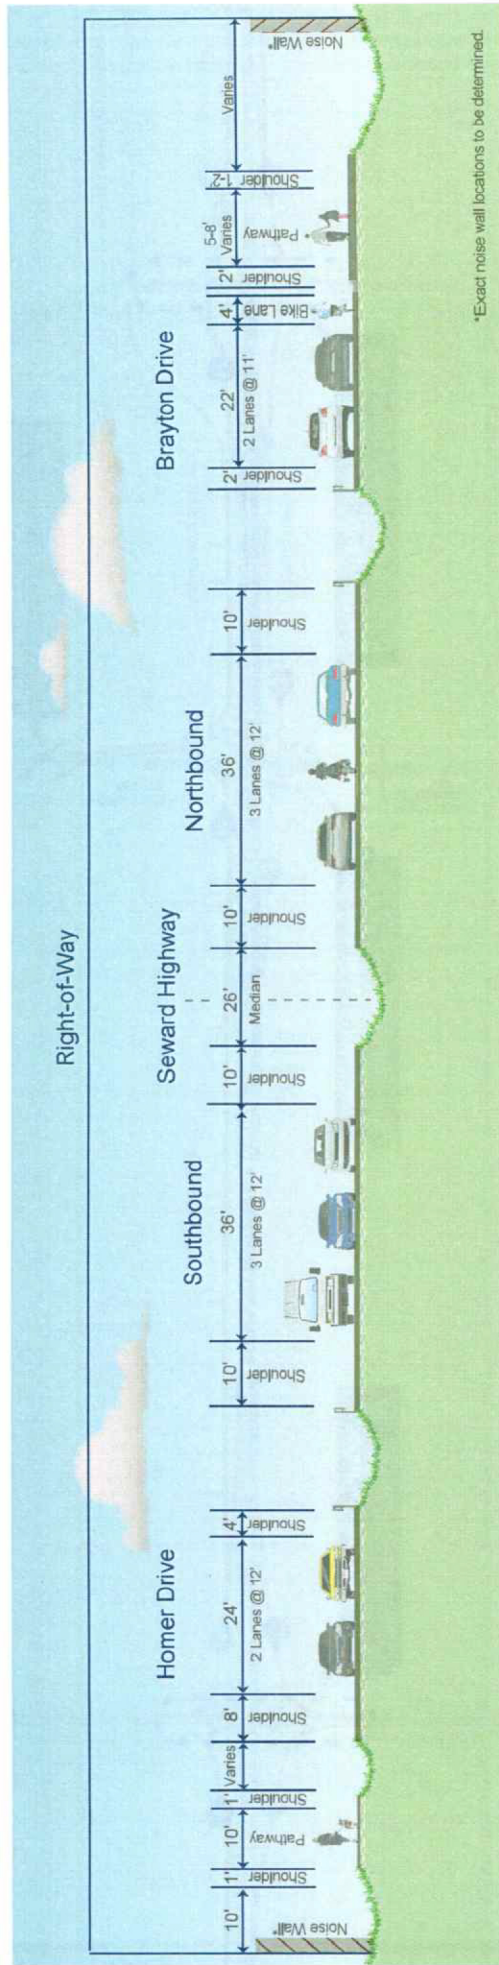 Right-of-Way
Homer Drive
Southbound
Seward Highway
Northbound
Brayton Drive
10'
1'
10'
1'
Varies
8'
24'
4'
10'
36'
10'
26'
10'
36'
10'
2'
22'
4'
2'
5-8'
Varies
1-2'
Varies
Noise Wall*
Shoulder
Pathway
Shoulder
Shoulder
2 Lanes @ 12'
Shoulder
Shoulder
3 Lanes @ 12'
Shoulder
Median
Shoulder
3 Lanes @ 12'
Shoulder
Shoulder
2 Lanes @ 11'
Bike Lane
Shoulder
Pathway
Shoulder
Noise Wall*
*Exact noise wall locations to be determined.